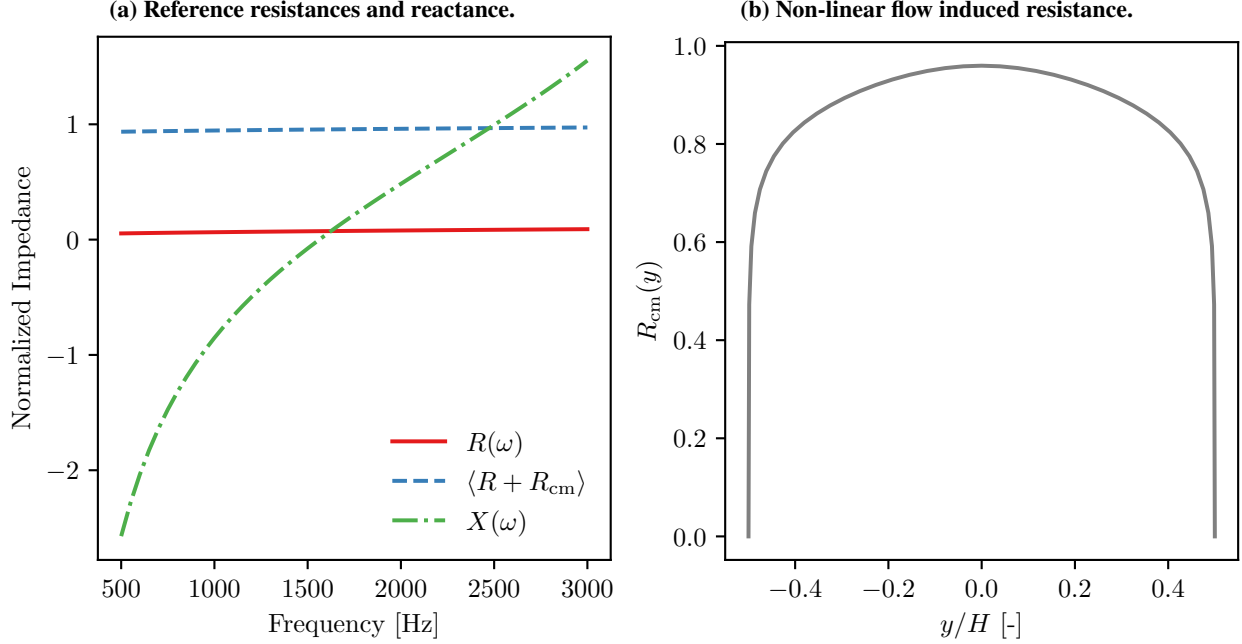 (a) Reference resistances and reactance.
Normalized Impedance
1
0
−1
−2
R(ω)
⟨R + R_cm⟩
X(ω)
500 1000 1500 2000 2500 3000
Frequency [Hz]
(b) Non-linear flow induced resistance.
R_cm(y)
1.0
0.8
0.6
0.4
0.2
0.0
−0.4 −0.2 0.0 0.2 0.4
y/H [-]